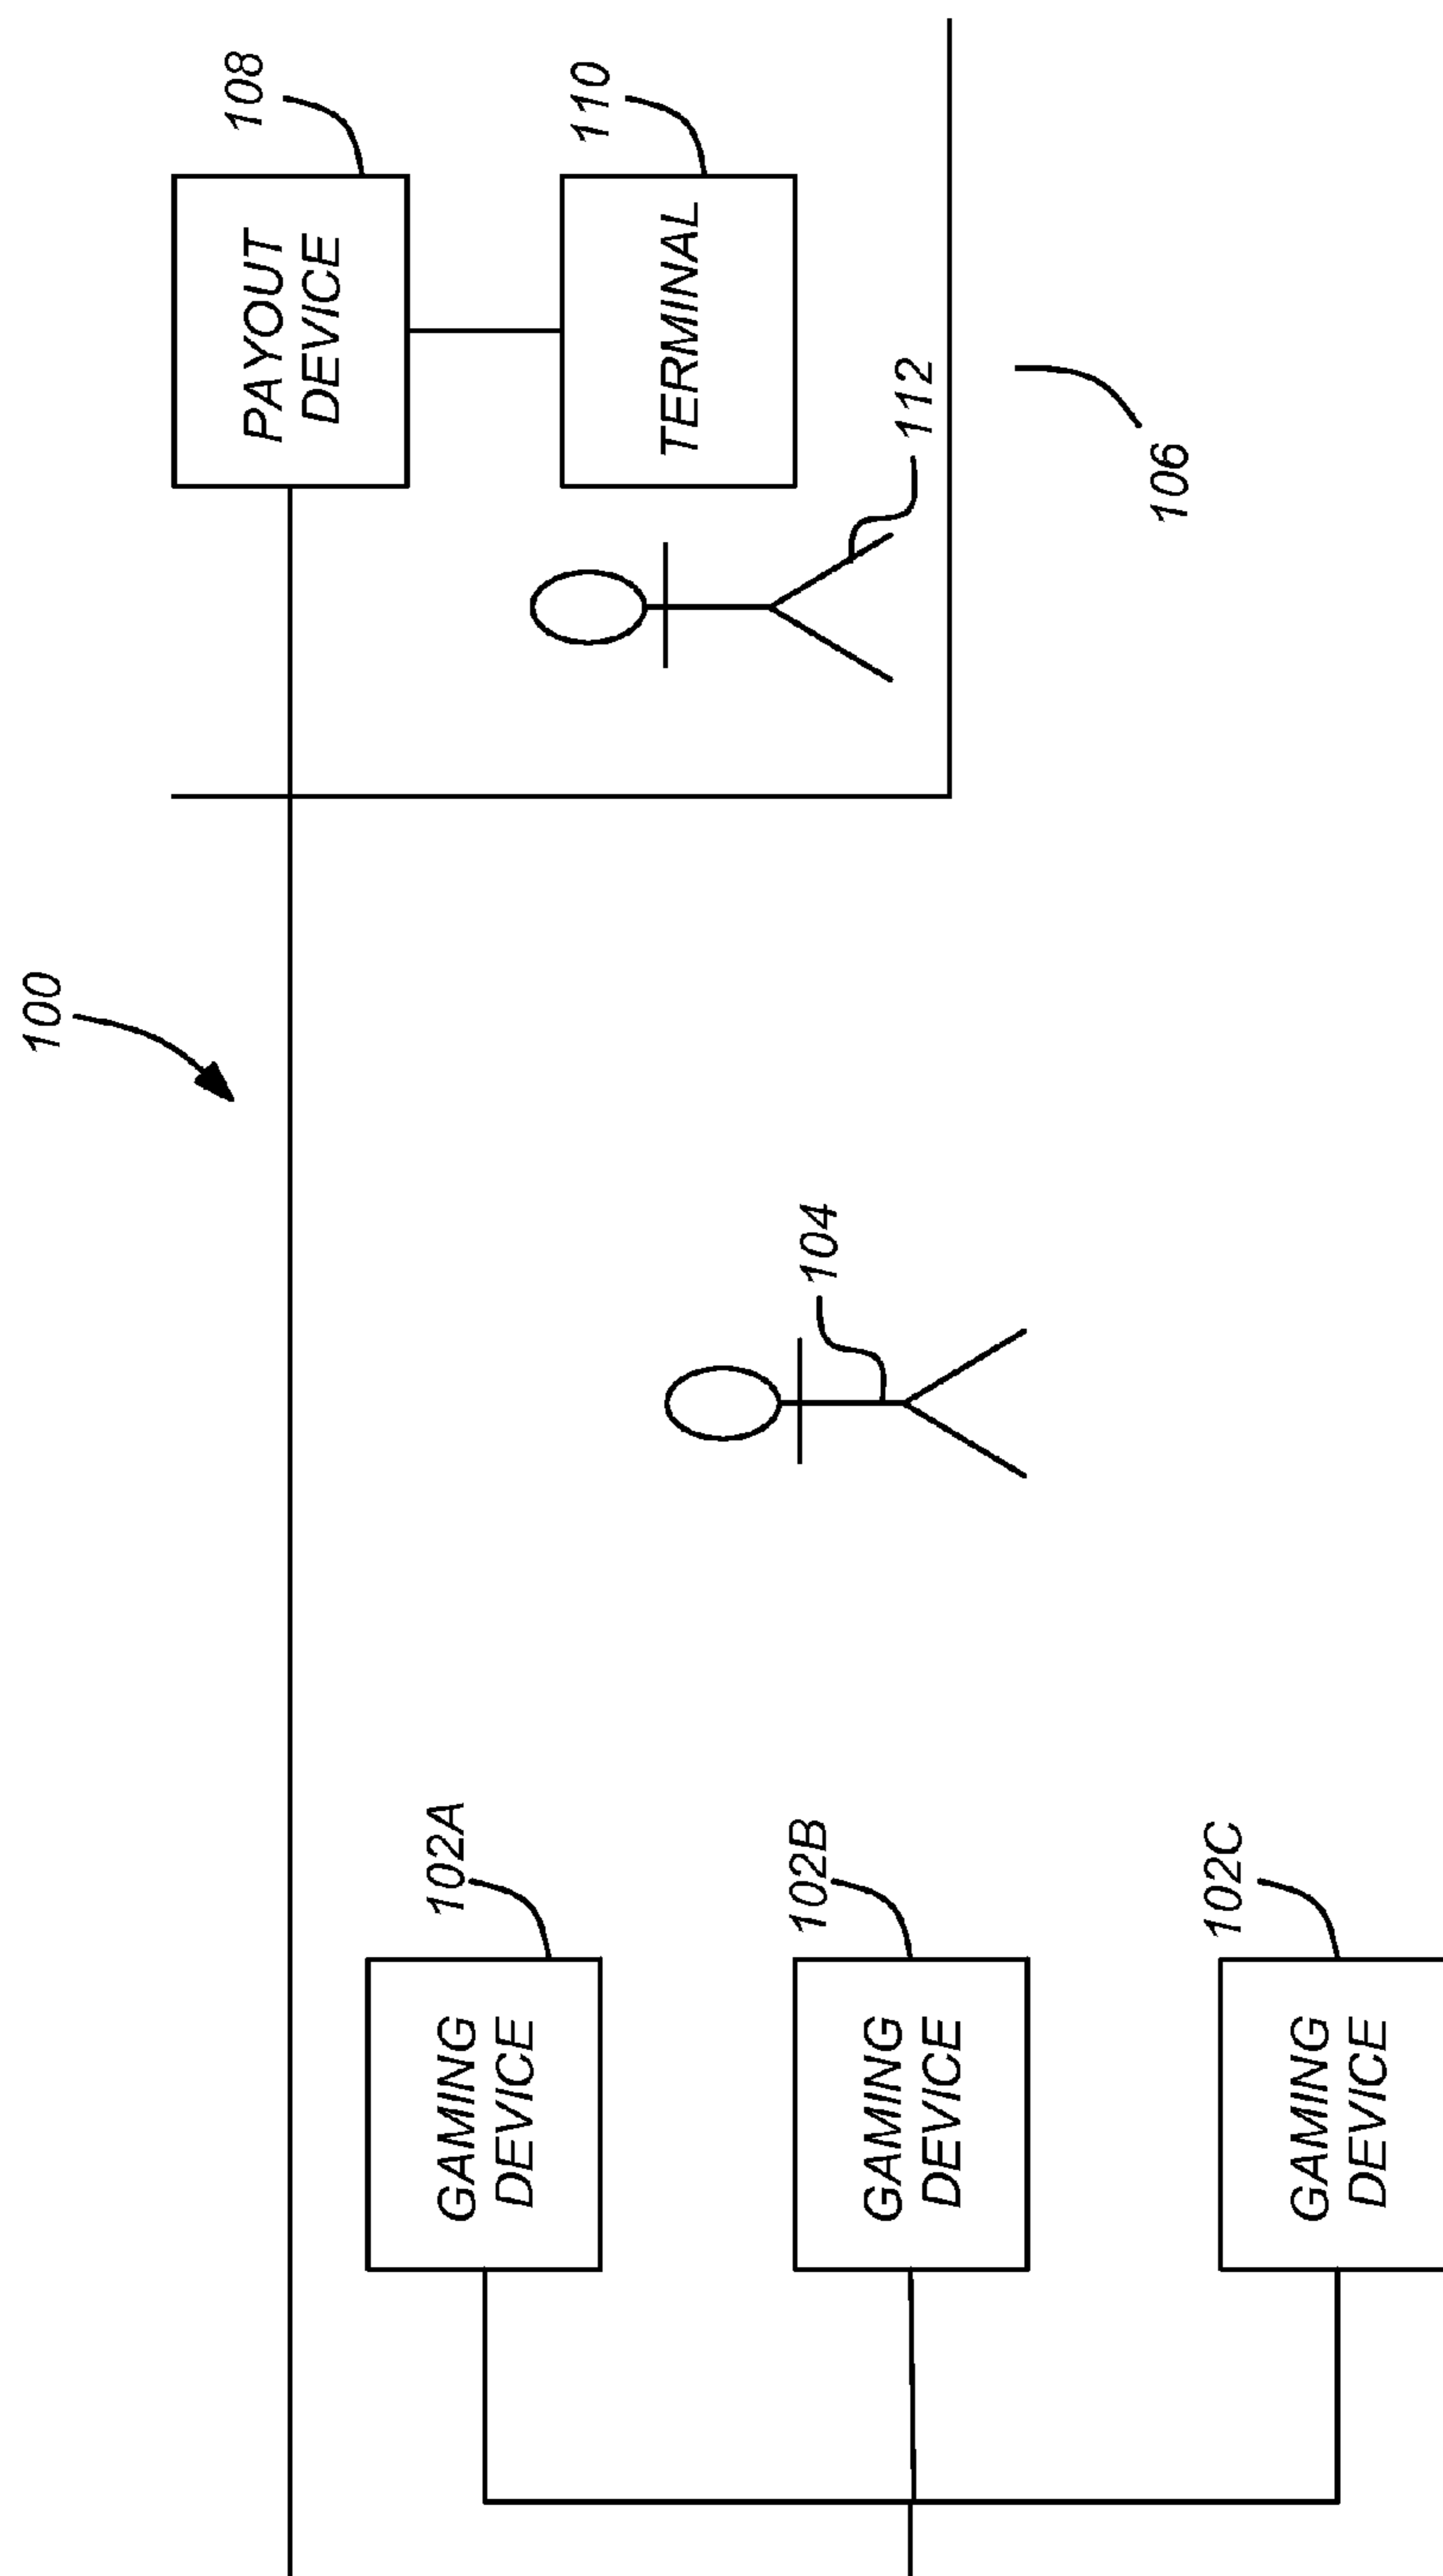 100
108
PAYOUT
DEVICE
110
TERMINAL
112
106
104
102A
GAMING
DEVICE
102B
GAMING
DEVICE
102C
GAMING
DEVICE